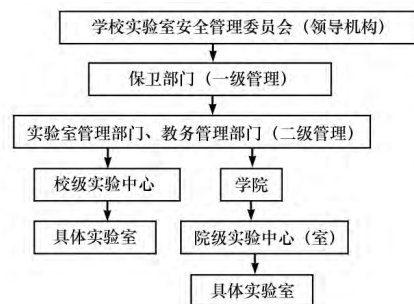 学校实验室安全管理委员会（领导机构）
保卫部门（一级管理）
实验室管理部门、教务管理部门（二级管理）
校级实验中心
学院
具体实验室
院级实验中心（室）
具体实验室